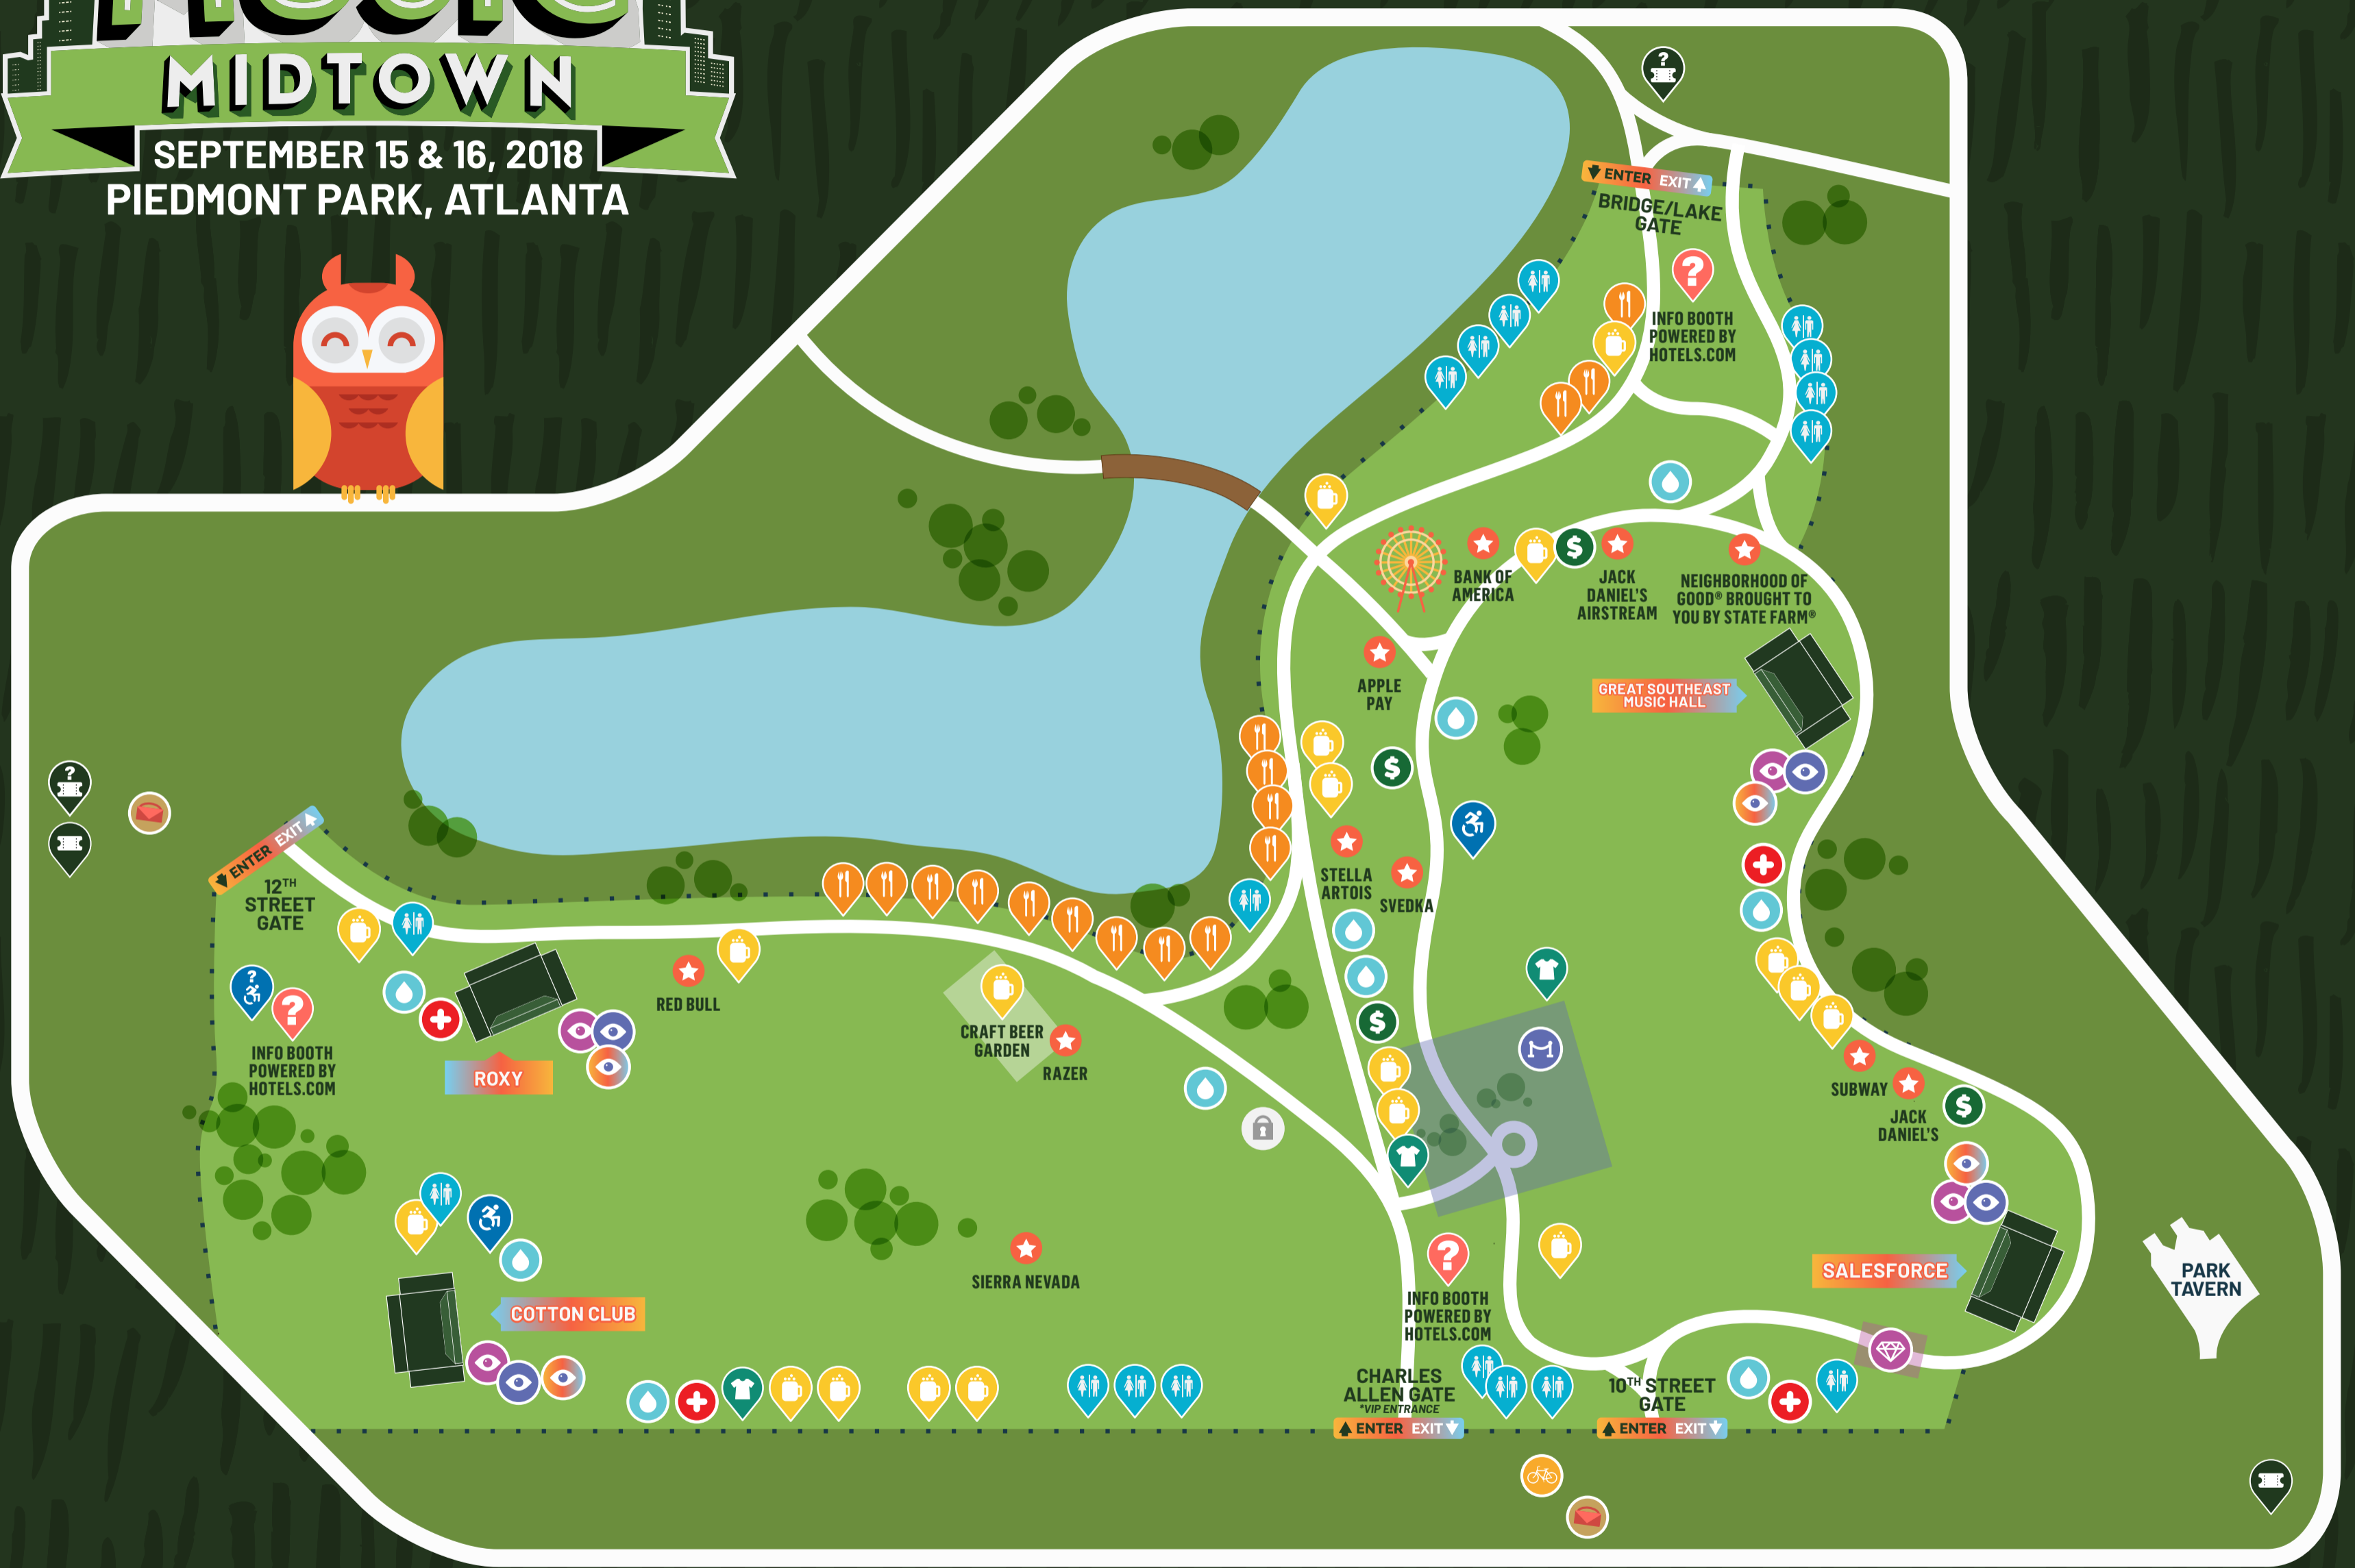 MIDTOWN
SEPTEMBER 15 & 16, 2018
PIEDMONT PARK, ATLANTA
?
ENTER EXIT
BRIDGE/LAKE
GATE
?
INFO BOOTH
POWERED BY
HOTELS.COM
BANK OF
AMERICA
$
JACK
DANIEL'S
AIRSTREAM
NEIGHBORHOOD OF
GOOD® BROUGHT TO
YOU BY STATE FARM®
APPLE
PAY
GREAT SOUTHEAST
MUSIC HALL
$
?
ENTER EXIT
12TH
STREET
GATE
STELLA
ARTOIS
SVEDKA
?
?
INFO BOOTH
POWERED BY
HOTELS.COM
ROXY
RED BULL
CRAFT BEER
GARDEN
RAZER
$
SUBWAY
JACK
DANIEL'S
$
COTTON CLUB
SIERRA NEVADA
?
INFO BOOTH
POWERED BY
HOTELS.COM
SALESFORCE
PARK
TAVERN
CHARLES
ALLEN GATE
*VIP ENTRANCE
ENTER EXIT
10TH STREET
GATE
ENTER EXIT